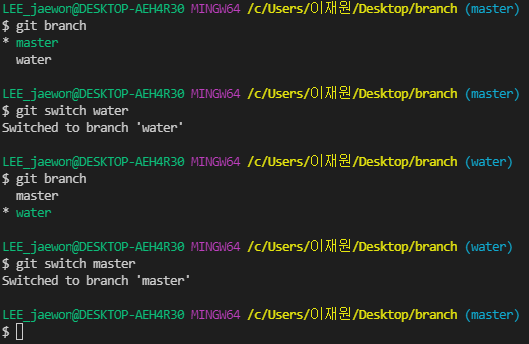 LEE_jaewon@DESKTOP-AEH4R30 MINGW64 /c/Users/이재원/Desktop/branch (master)
$ git branch
* master
  water
LEE_jaewon@DESKTOP-AEH4R30 MINGW64 /c/Users/이재원/Desktop/branch (master)
$ git switch water
Switched to branch 'water'
LEE_jaewon@DESKTOP-AEH4R30 MINGW64 /c/Users/이재원/Desktop/branch (water)
$ git branch
  master
* water
LEE_jaewon@DESKTOP-AEH4R30 MINGW64 /c/Users/이재원/Desktop/branch (water)
$ git switch master
Switched to branch 'master'
LEE_jaewon@DESKTOP-AEH4R30 MINGW64 /c/Users/이재원/Desktop/branch (master)
$